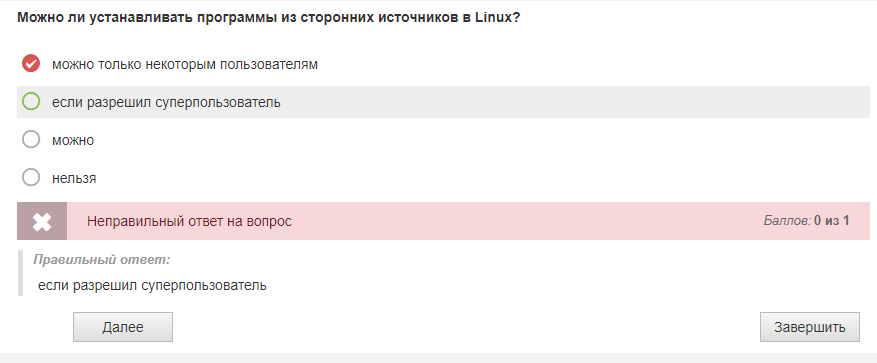 Можно ли устанавливать программы из сторонних источников в Linux?
можно только некоторым пользователям
если разрешил суперпользователь
можно
нельзя
Неправильный ответ на вопрос
Баллов: 0 из 1
Правильный ответ:
если разрешил суперпользователь
Далее
Завершить